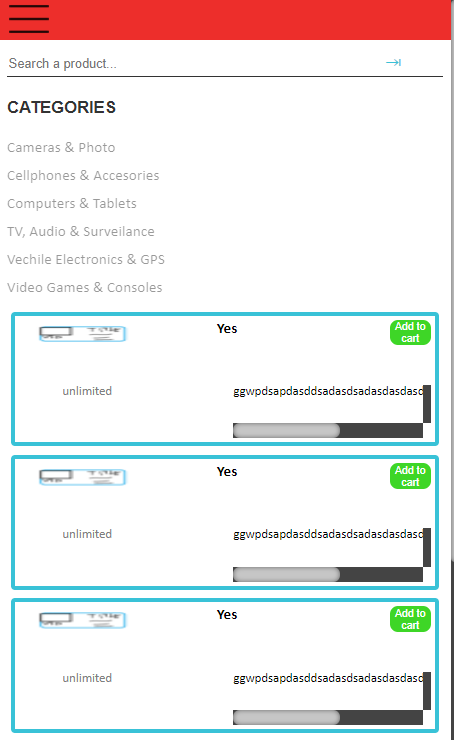 Search a product...
CATEGORIES
Cameras & Photo
Cellphones & Accesories
Computers & Tablets
TV, Audio & Surveilance
Vechile Electronics & GPS
Video Games & Consoles
Yes
Add to
cart
unlimited
ggwpdsapdasddsadasdsadasdasdasd
Yes
Add to
cart
unlimited
ggwpdsapdasddsadasdsadasdasdasd
Yes
Add to
cart
unlimited
ggwpdsapdasddsadasdsadasdasdasd